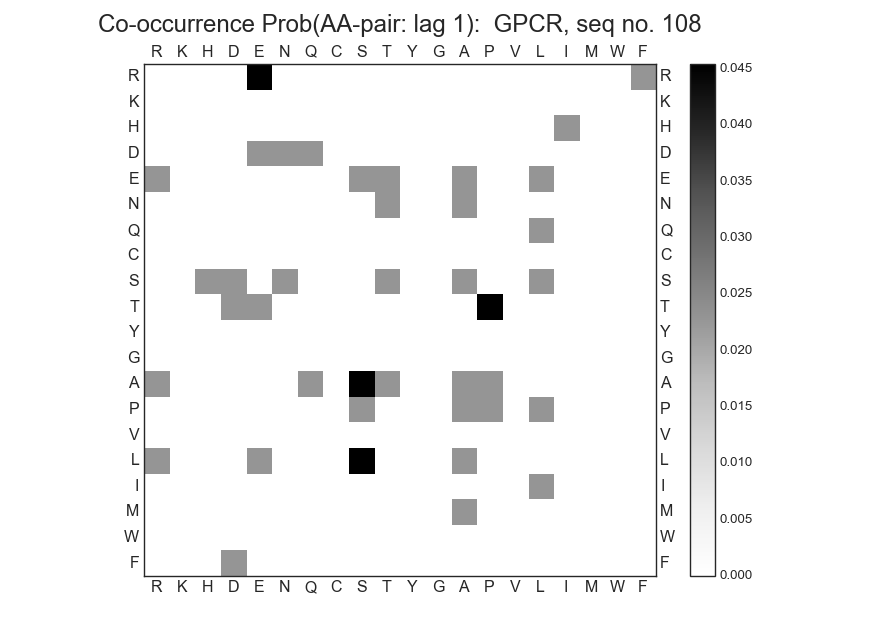 Co-occurrence Prob(AA-pair: lag 1):  GPCR, seq no. 108
R K H D E N Q C S T Y G A P V L I M W F
R R 0.045
K K
H H 0.040
D D
E E 0.035
N N
Q Q 0.030
C C
S S 0.025
T T
Y Y 0.020
G G
A A
P P 0.015
V V
L L 0.010
I I
M M 0.005
W W
F F 0.000
R K H D E N Q C S T Y G A P V L I M W F